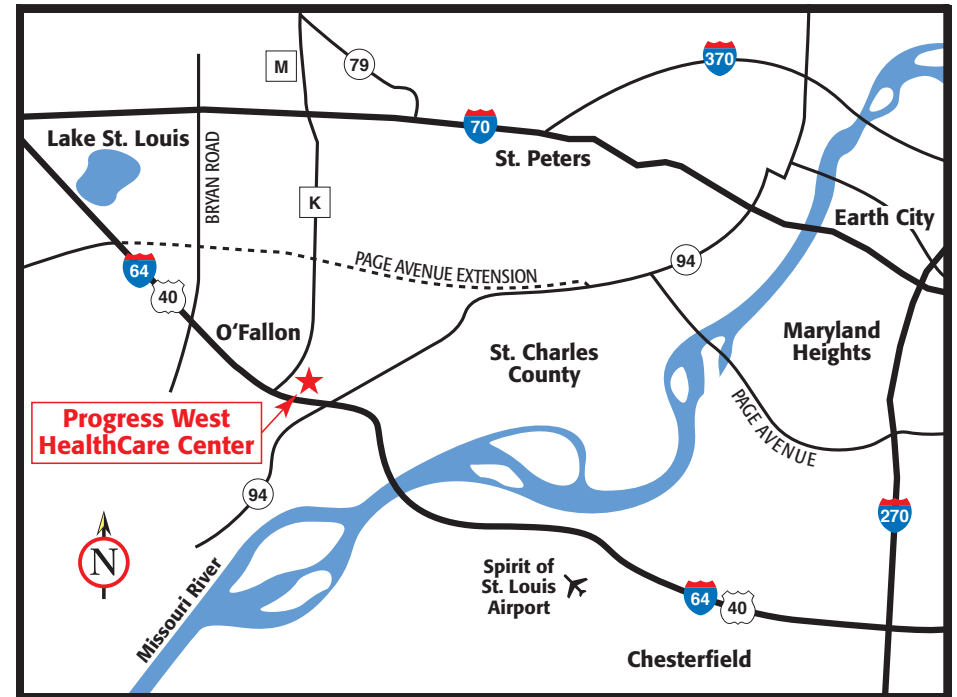 M
79
370
70
Lake St. Louis
St. Peters
BRYAN ROAD
K
Earth City
94
PAGE AVENUE EXTENSION
64
40
O‘Fallon
Maryland
Heights
St. Charles
County
Progress West
HealthCare Center
PAGE AVENUE
94
270
N
Spirit of
St. Louis
Airport
Missouri River
64
40
Chesterfield